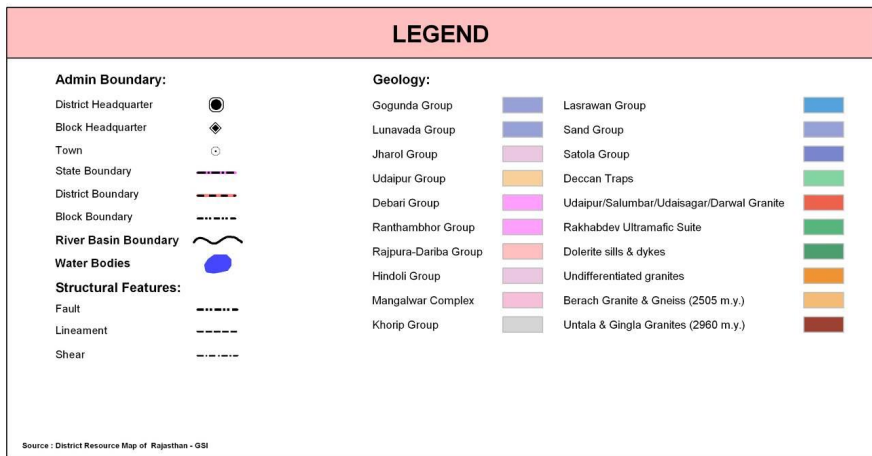 LEGEND
Admin Boundary:
District Headquarter
Block Headquarter
Town
State Boundary
District Boundary
Block Boundary
River Basin Boundary
Water Bodies
Structural Features:
Fault
Lineament
Shear
Geology:
Gogunda Group
Lunavada Group
Jharol Group
Udaipur Group
Debari Group
Ranthambhor Group
Rajpura-Dariba Group
Hindoli Group
Mangalwar Complex
Khorip Group
Lasrawan Group
Sand Group
Satola Group
Deccan Traps
Udaipur/Salumbar/Udaisagar/Darwal Granite
Rakhabdev Ultramafic Suite
Dolerite sills & dykes
Undifferentiated granites
Berach Granite & Gneiss (2505 m.y.)
Untala & Gingla Granites (2960 m.y.)
Source : District Resource Map of Rajasthan - GSI